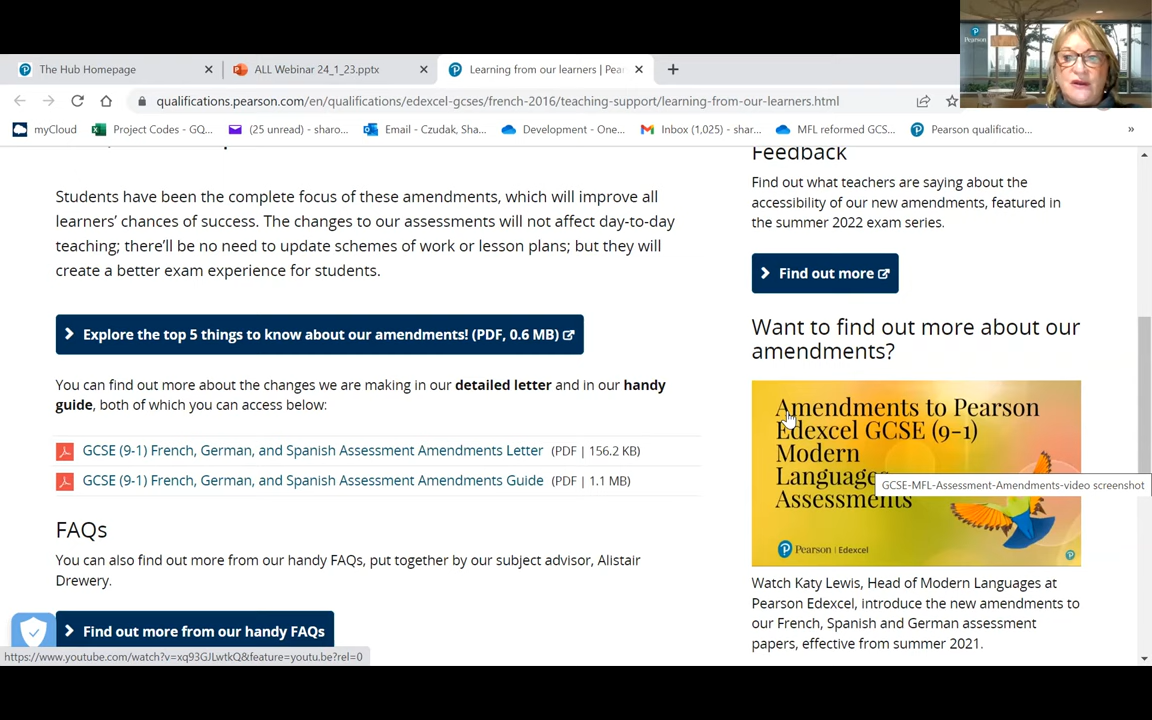 The Hub Homepage
ALL Webinar 24_1_23.pptx
Learning from our learners | Pear
qualifications.pearson.com/en/qualifications/edexcel-gcses/french-2016/teaching-support/learning-from-our-learners.html
myCloud
Project Codes - GQ...
(25 unread) - sharo...
Email - Czudak, Sha...
Development - One...
Inbox (1,025) - shar...
MFL reformed GCS...
Pearson qualificatio...
»
Pearson
Students have been the complete focus of these amendments, which will improve all
learners’ chances of success. The changes to our assessments will not affect day-to-day
teaching; there’ll be no need to update schemes of work or lesson plans; but they will
create a better exam experience for students.
Explore the top 5 things to know about our amendments! (PDF, 0.6 MB)
You can find out more about the changes we are making in our detailed letter and in our handy
guide, both of which you can access below:
GCSE (9-1) French, German, and Spanish Assessment Amendments Letter (PDF | 156.2 KB)
GCSE (9-1) French, German, and Spanish Assessment Amendments Guide (PDF | 1.1 MB)
FAQs
You can also find out more from our handy FAQs, put together by our subject advisor, Alistair
Drewery.
Find out more from our handy FAQs
https://www.youtube.com/watch?v=xq93GJLwtkQ&feature=youtu.be?rel=0
Feedback
Find out what teachers are saying about the
accessibility of our new amendments, featured in
the summer 2022 exam series.
Find out more
Want to find out more about our
amendments?
Amendments to Pearson
Edexcel GCSE (9-1)
Modern
Languages
Assessments
GCSE-MFL-Assessment-Amendments-video screenshot
Pearson | Edexcel
Watch Katy Lewis, Head of Modern Languages at
Pearson Edexcel, introduce the new amendments to
our French, Spanish and German assessment
papers, effective from summer 2021.